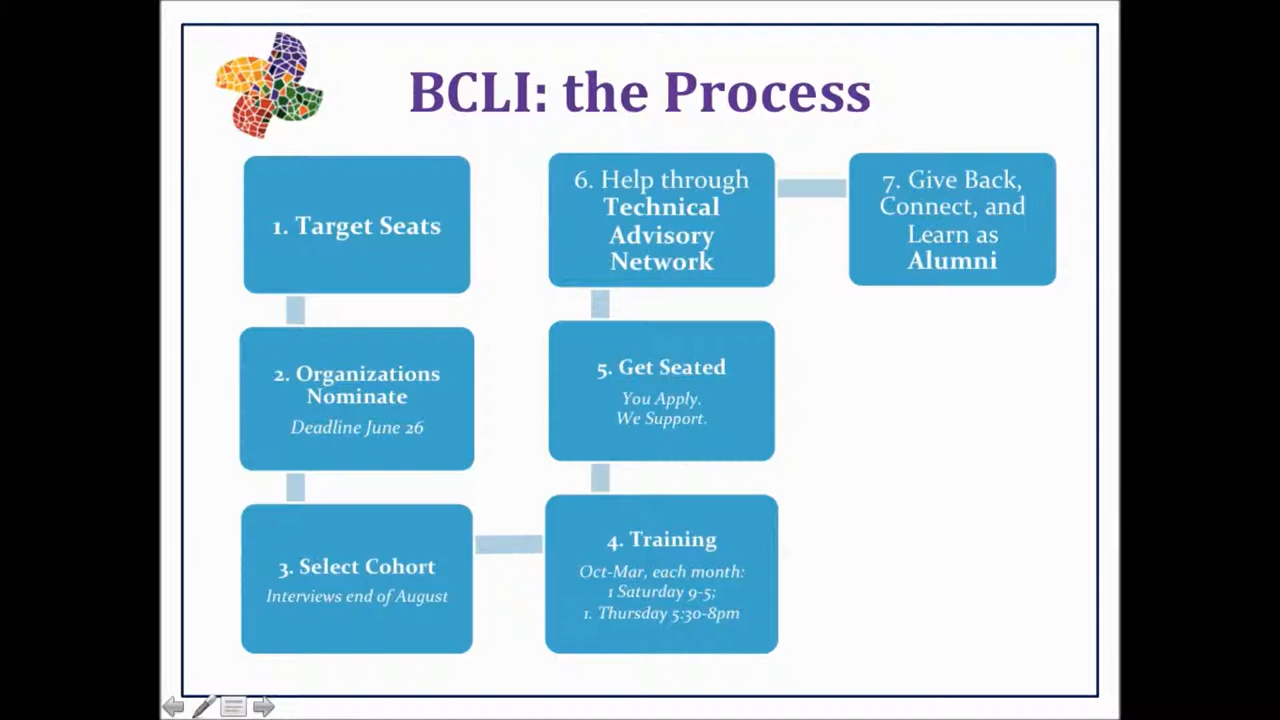 BCLI: the Process
1. Target Seats
2. Organizations
Nominate
Deadline June 26
3. Select Cohort
Interviews end of August
4. Training
Oct-Mar, each month:
1 Saturday 9-5;
1. Thursday 5:30-8pm
5. Get Seated
You Apply.
We Support.
6. Help through
Technical
Advisory
Network
7. Give Back,
Connect, and
Learn as
Alumni